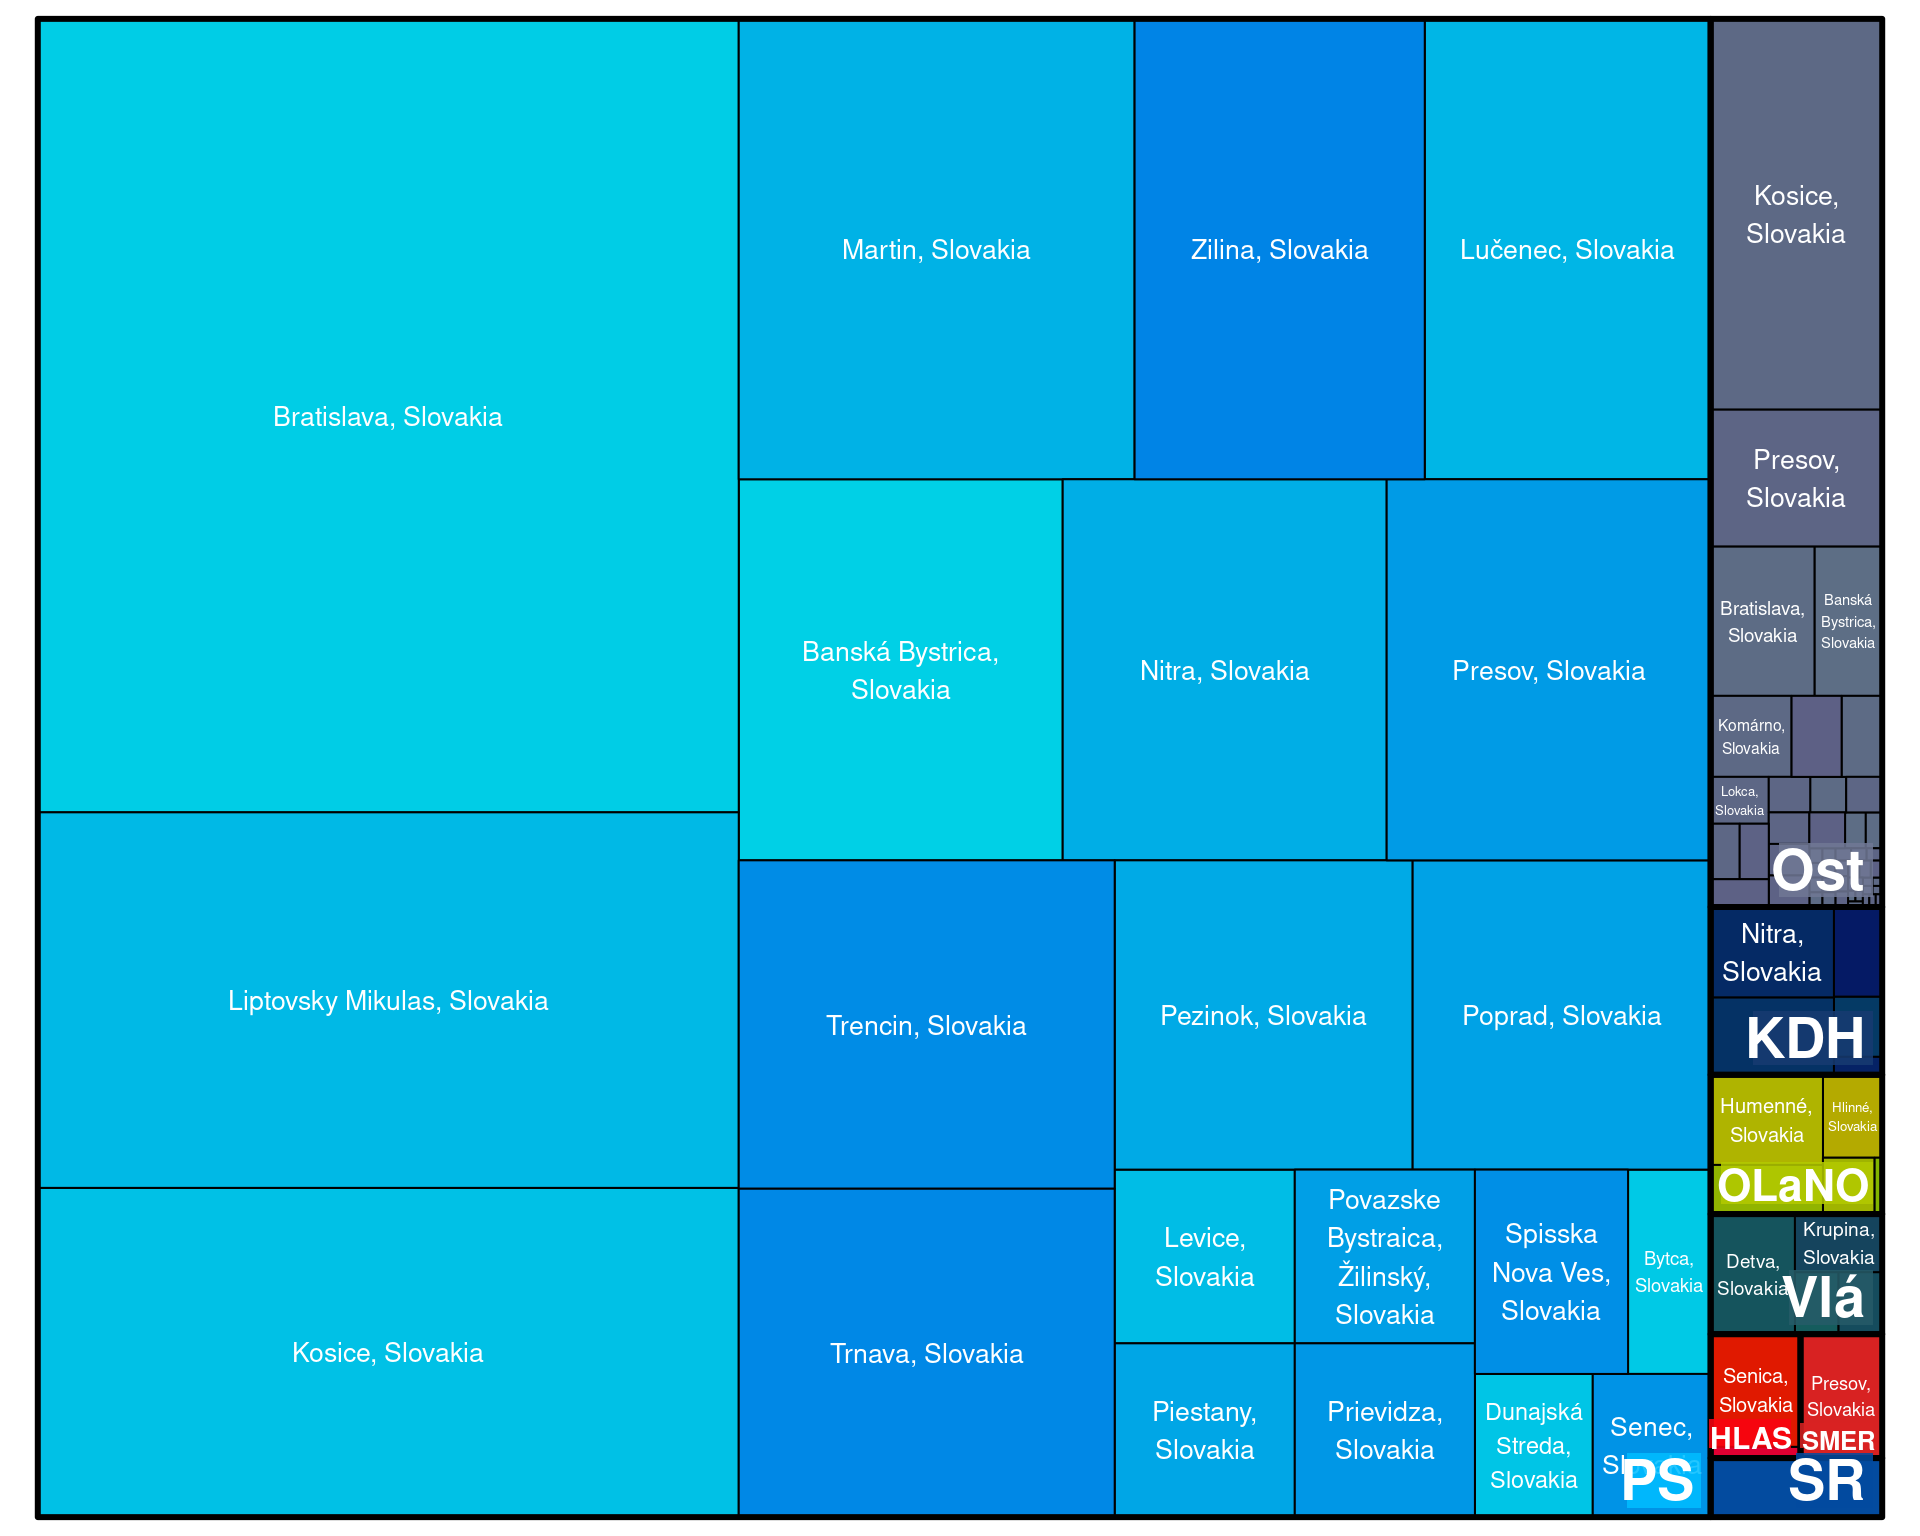 Bratislava, Slovakia
Liptovsky Mikulas, Slovakia
Kosice, Slovakia
Martin, Slovakia
Zilina, Slovakia
Lučenec, Slovakia
Banská Bystrica,
Slovakia
Nitra, Slovakia
Presov, Slovakia
Trencin, Slovakia
Pezinok, Slovakia
Poprad, Slovakia
Trnava, Slovakia
Levice,
Slovakia
Povazske
Bystraica,
Žilinský,
Slovakia
Spisska
Nova Ves,
Slovakia
Bytca,
Slovakia
Piestany,
Slovakia
Prievidza,
Slovakia
Dunajská
Streda,
Slovakia
Senec,
Slovakia
PS
Kosice,
Slovakia
Presov,
Slovakia
Bratislava,
Slovakia
Banská
Bystrica,
Slovakia
Komárno,
Slovakia
Lokca,
Slovakia
Ost
Nitra,
Slovakia
KDH
Humenné,
Slovakia
Hlinné,
Slovakia
OLaNO
Detva,
Slovakia
Krupina,
Slovakia
Vlá
Senica,
Slovakia
HLAS
Presov,
Slovakia
SMER
SR